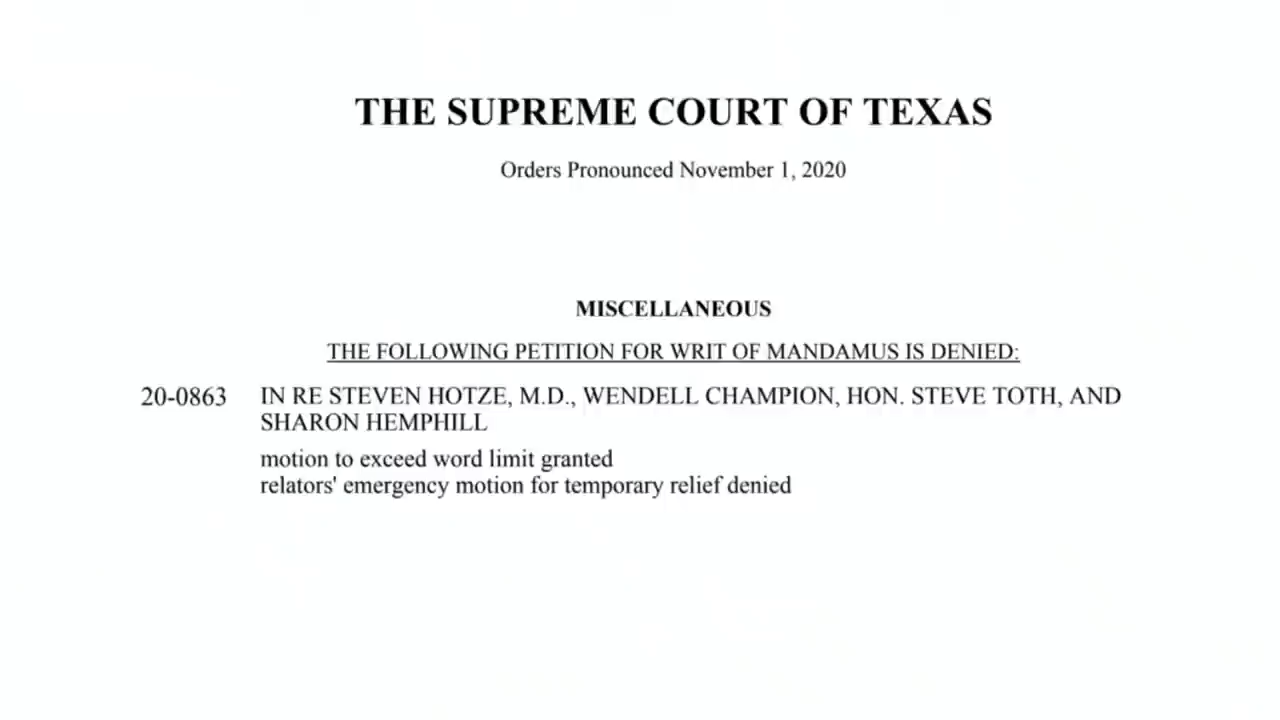 THE SUPREME COURT OF TEXAS
Orders Pronounced November 1, 2020
MISCELLANEOUS
THE FOLLOWING PETITION FOR WRIT OF MANDAMUS IS DENIED:
20-0863 IN RE STEVEN HOTZE, M.D., WENDELL CHAMPION, HON. STEVE TOTH, AND
SHARON HEMPHILL
motion to exceed word limit granted
relators' emergency motion for temporary relief denied